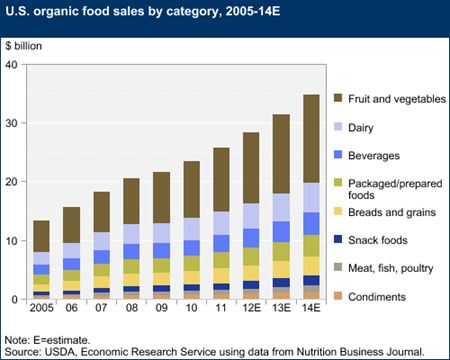 U.S. organic food sales by category, 2005-14E
$ billion
40
30
20
10
0
2005 06 07 08 09 10 11 12E 13E 14E
Fruit and vegetables
Dairy
Beverages
Packaged/prepared
foods
Breads and grains
Snack foods
Meat, fish, poultry
Condiments
Note: E=estimate.
Source: USDA, Economic Research Service using data from Nutrition Business Journal.